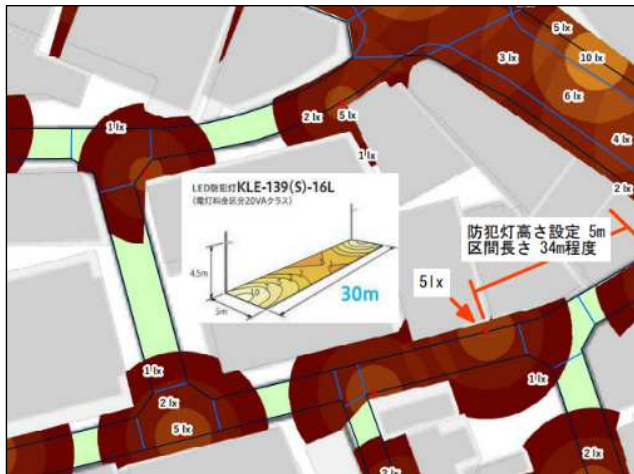 5 lx
10 lx
3 lx
6 lx
4 lx
2 lx
1 lx
2 lx
5 lx
1 lx
LED防犯灯KLE-139(S)-16L
(電灯料金区分20VAクラス)
4.5m
5m
10
30m
防犯灯高さ設定 5m
区間長さ 34m程度
5lx
1 lx
2 lx
5 lx
1 lx